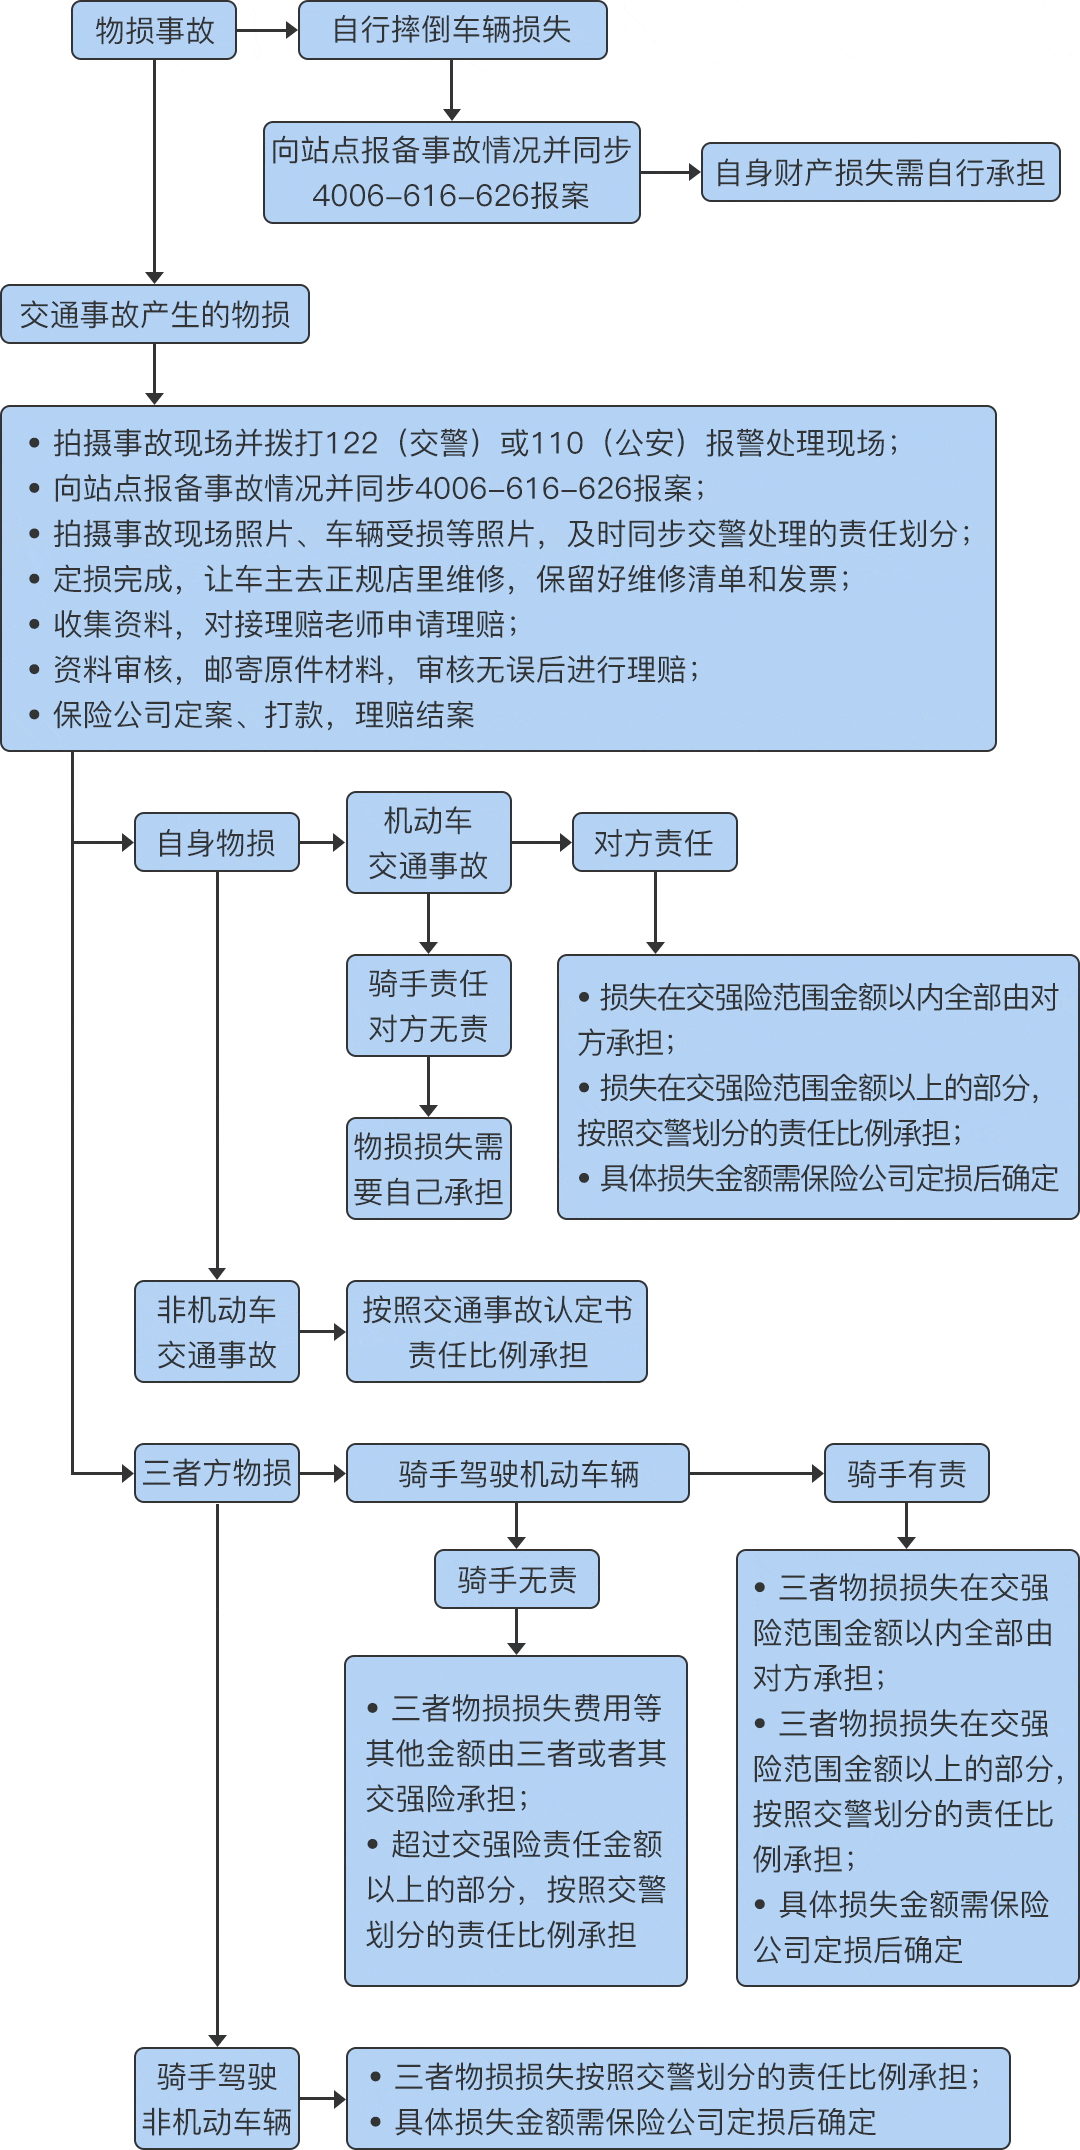 物损事故
自行摔倒车辆损失
向站点报备事故情况并同步
4006-616-626报案
自身财产损失需自行承担
交通事故产生的物损
• 拍摄事故现场并拨打122（交警）或110（公安）报警处理现场；
• 向站点报备事故情况并同步4006-616-626报案；
• 拍摄事故现场照片、车辆受损等照片，及时同步交警处理的责任划分；
• 定损完成，让车主去正规店里维修，保留好维修清单和发票；
• 收集资料，对接理赔老师申请理赔；
• 资料审核，邮寄原件材料，审核无误后进行理赔；
• 保险公司定案、打款，理赔结案
自身物损
机动车
交通事故
对方责任
骑手责任
对方无责
物损损失需
要自己承担
• 损失在交强险范围金额以内全部由对
方承担；
• 损失在交强险范围金额以上的部分，
按照交警划分的责任比例承担；
• 具体损失金额需保险公司定损后确定
非机动车
交通事故
按照交通事故认定书
责任比例承担
三者方物损
骑手驾驶机动车辆
骑手有责
骑手无责
• 三者物损损失费用等
其他金额由三者或者其
交强险承担；
• 超过交强险责任金额
以上的部分，按照交警
划分的责任比例承担
• 三者物损损失在交强
险范围金额以内全部由
对方承担；
• 三者物损损失在交强
险范围金额以上的部分，
按照交警划分的责任比
例承担；
• 具体损失金额需保险
公司定损后确定
骑手驾驶
非机动车辆
• 三者物损损失按照交警划分的责任比例承担；
• 具体损失金额需保险公司定损后确定